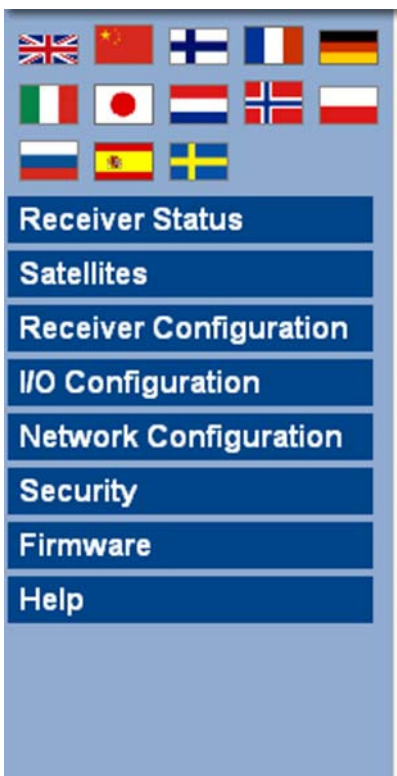 Receiver Status
Satellites
Receiver Configuration
I/O Configuration
Network Configuration
Security
Firmware
Help